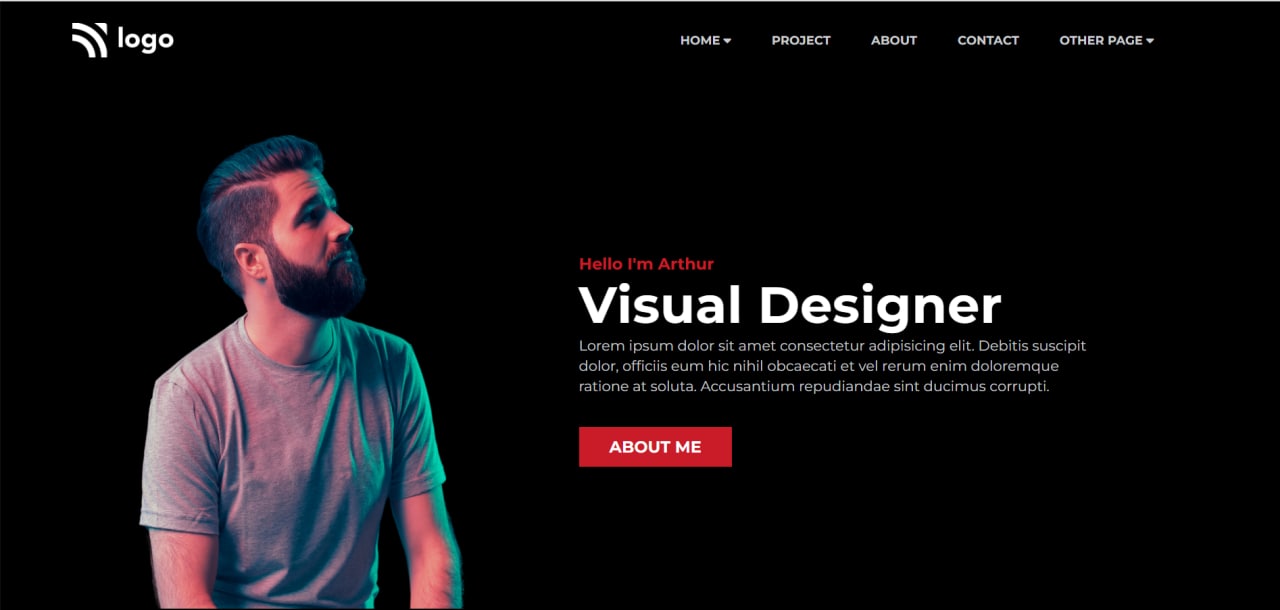 logo
HOME PROJECT ABOUT CONTACT OTHER PAGE
Hello I'm Arthur
Visual Designer
Lorem ipsum dolor sit amet consectetur adipisicing elit. Debitis suscipit
dolor, officiis eum hic nihil obcaecati et vel rerum enim doloremque
ratione at soluta. Accusantium repudiandae sint ducimus corrupti.
ABOUT ME